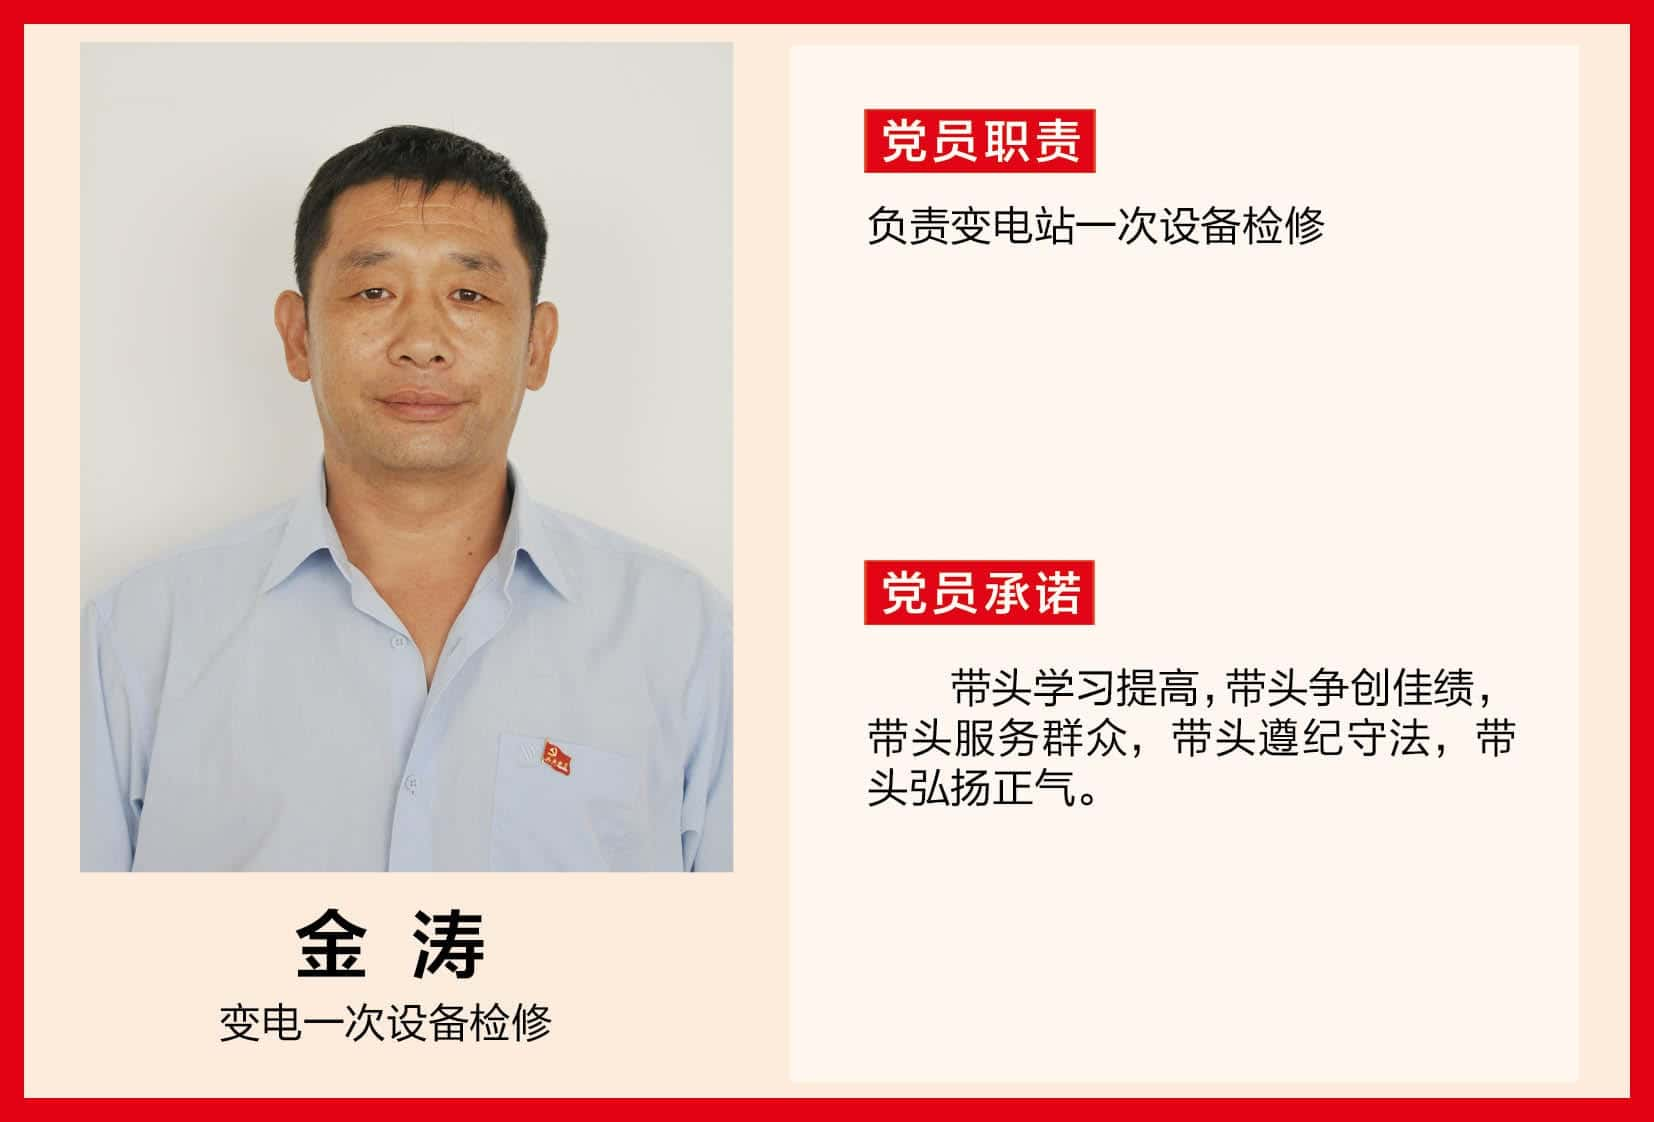 党员职责
负责变电站一次设备检修
党员承诺
带头学习提高,带头争创佳绩，
带头服务群众，带头遵纪守法，带
头弘扬正气。
金 涛
变电一次设备检修